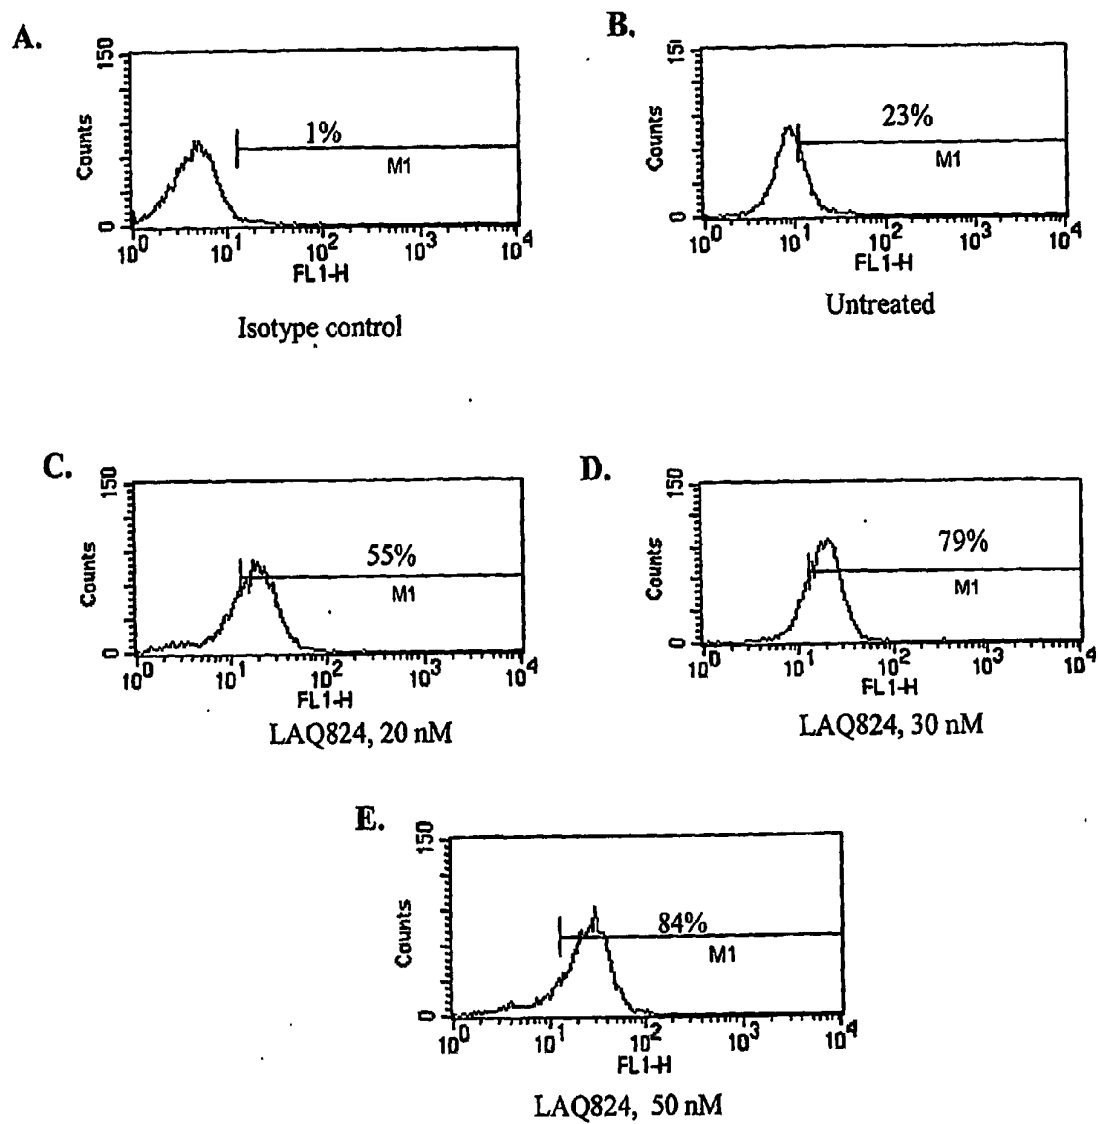 A.
150
Counts
0
1%
M1
10^0 10^1 10^2 10^3 10^4
FL1-H
Isotype control
B.
150
Counts
0
23%
M1
10^0 10^1 10^2 10^3 10^4
FL1-H
Untreated
C.
150
Counts
0
55%
M1
10^0 10^1 10^2 10^3 10^4
FL1-H
LAQ824, 20 nM
D.
150
Counts
0
79%
M1
10^0 10^1 10^2 10^3 10^4
FL1-H
LAQ824, 30 nM
E.
150
Counts
0
84%
M1
10^0 10^1 10^2 10^3 10^4
FL1-H
LAQ824, 50 nM